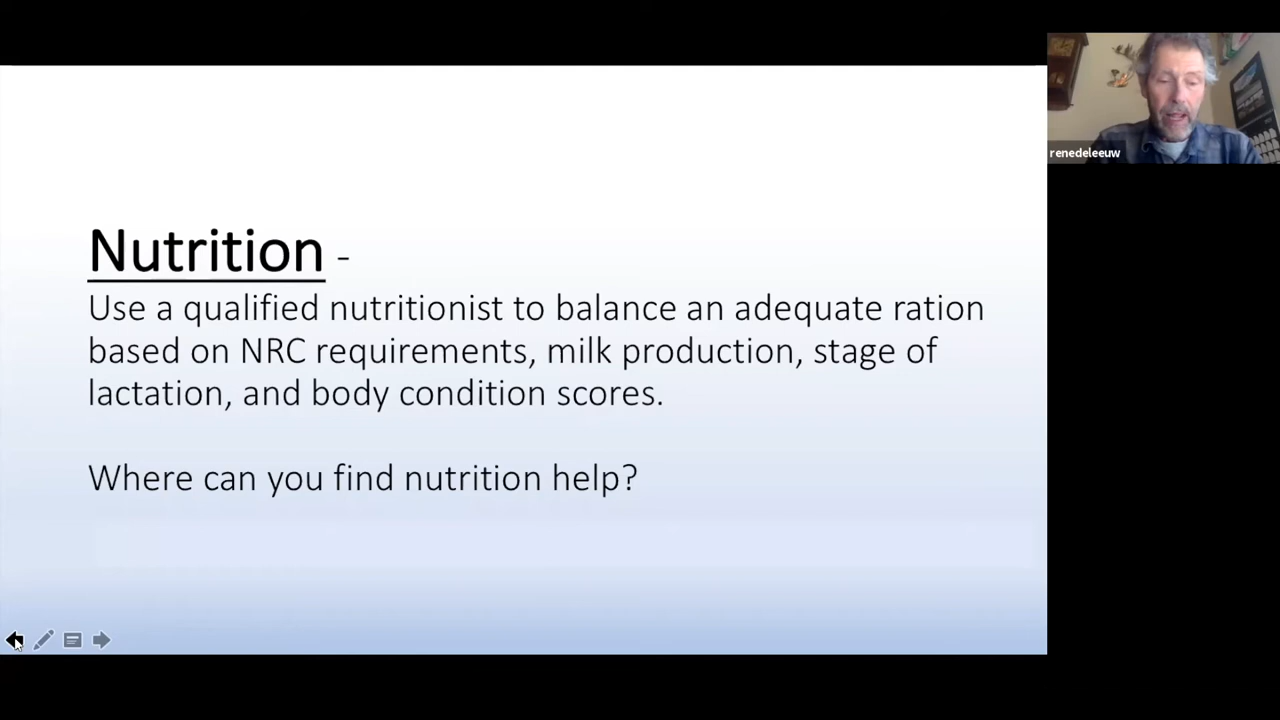 Nutrition -
Use a qualified nutritionist to balance an adequate ration
based on NRC requirements, milk production, stage of
lactation, and body condition scores.
Where can you find nutrition help?
renedeleeuw